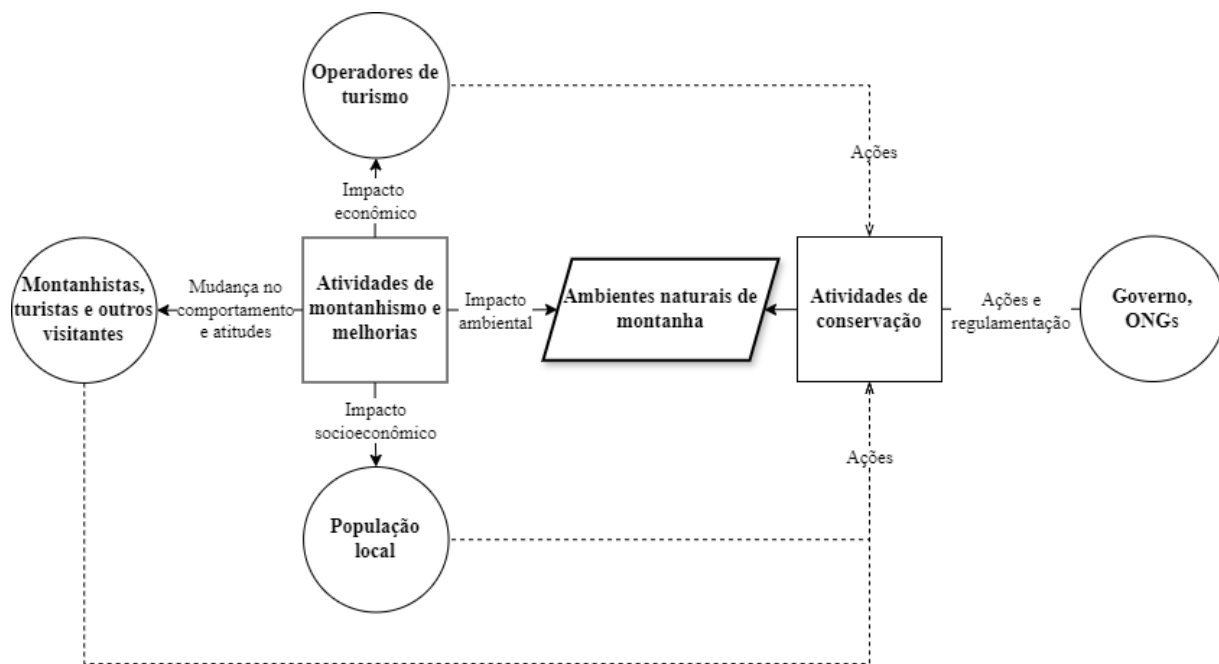 Operadores de
turismo
Ações
Impacto
econômico
Montanhistas,
turistas e outros
visitantes
Mudança no
comportamento
e atitudes
Atividades de
montanhismo e
melhorias
Impacto
ambiental
Ambientes naturais de
montanha
Atividades de
conservação
Ações e
regulamentação
Governo,
ONGs
Impacto
socioeconômico
Ações
População
local